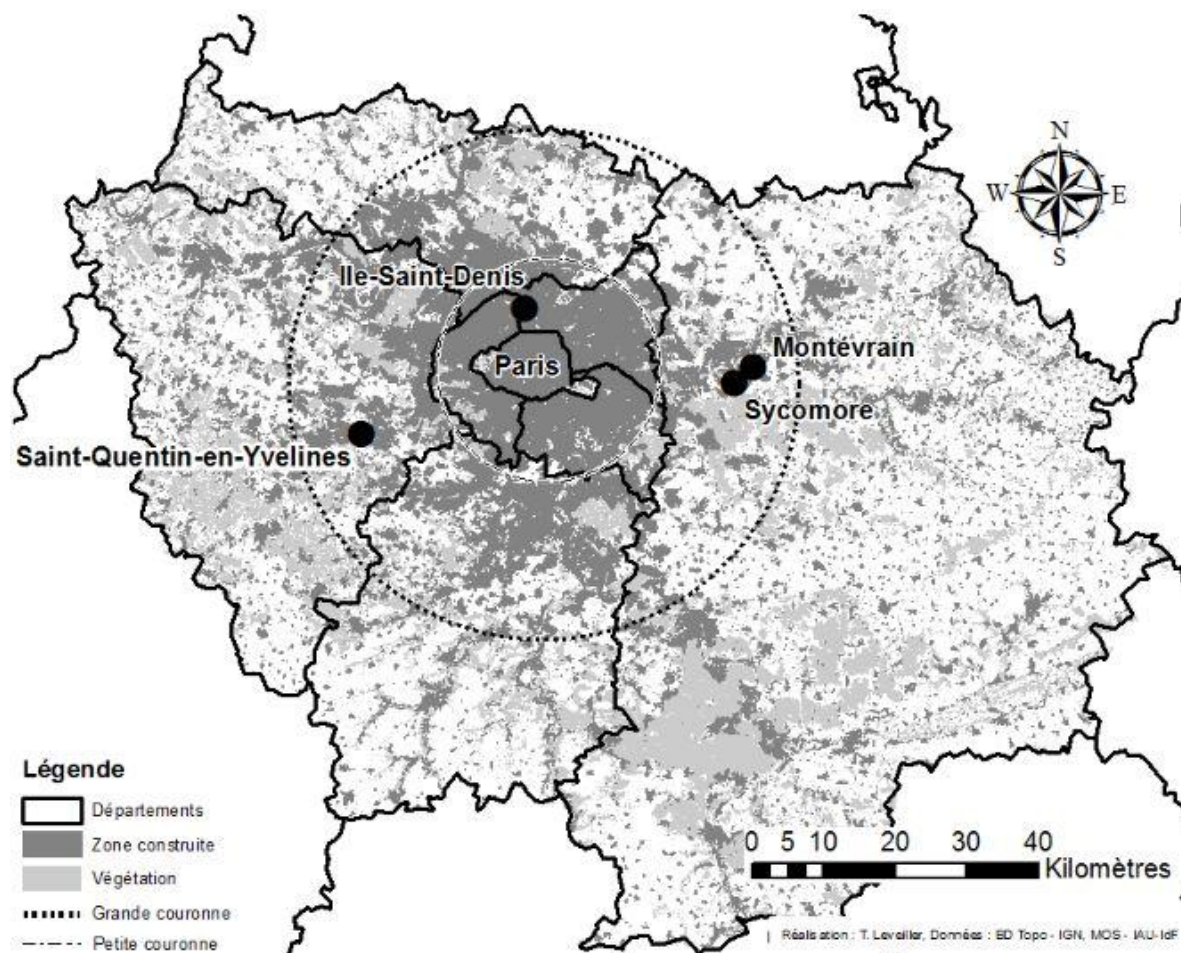 N
W E
S
Ile-Saint-Denis
Montévrain
Paris
Sycomore
Saint-Quentin-en-Yvelines
Légende
Départements
Zone construite
Végétation
Grande couronne
Petite couronne
0 5 10 20 30 40
Kilomètres
Réalisation : T. Leveiller, Données : BD Topo - IGN, MOS - IAU-IdF